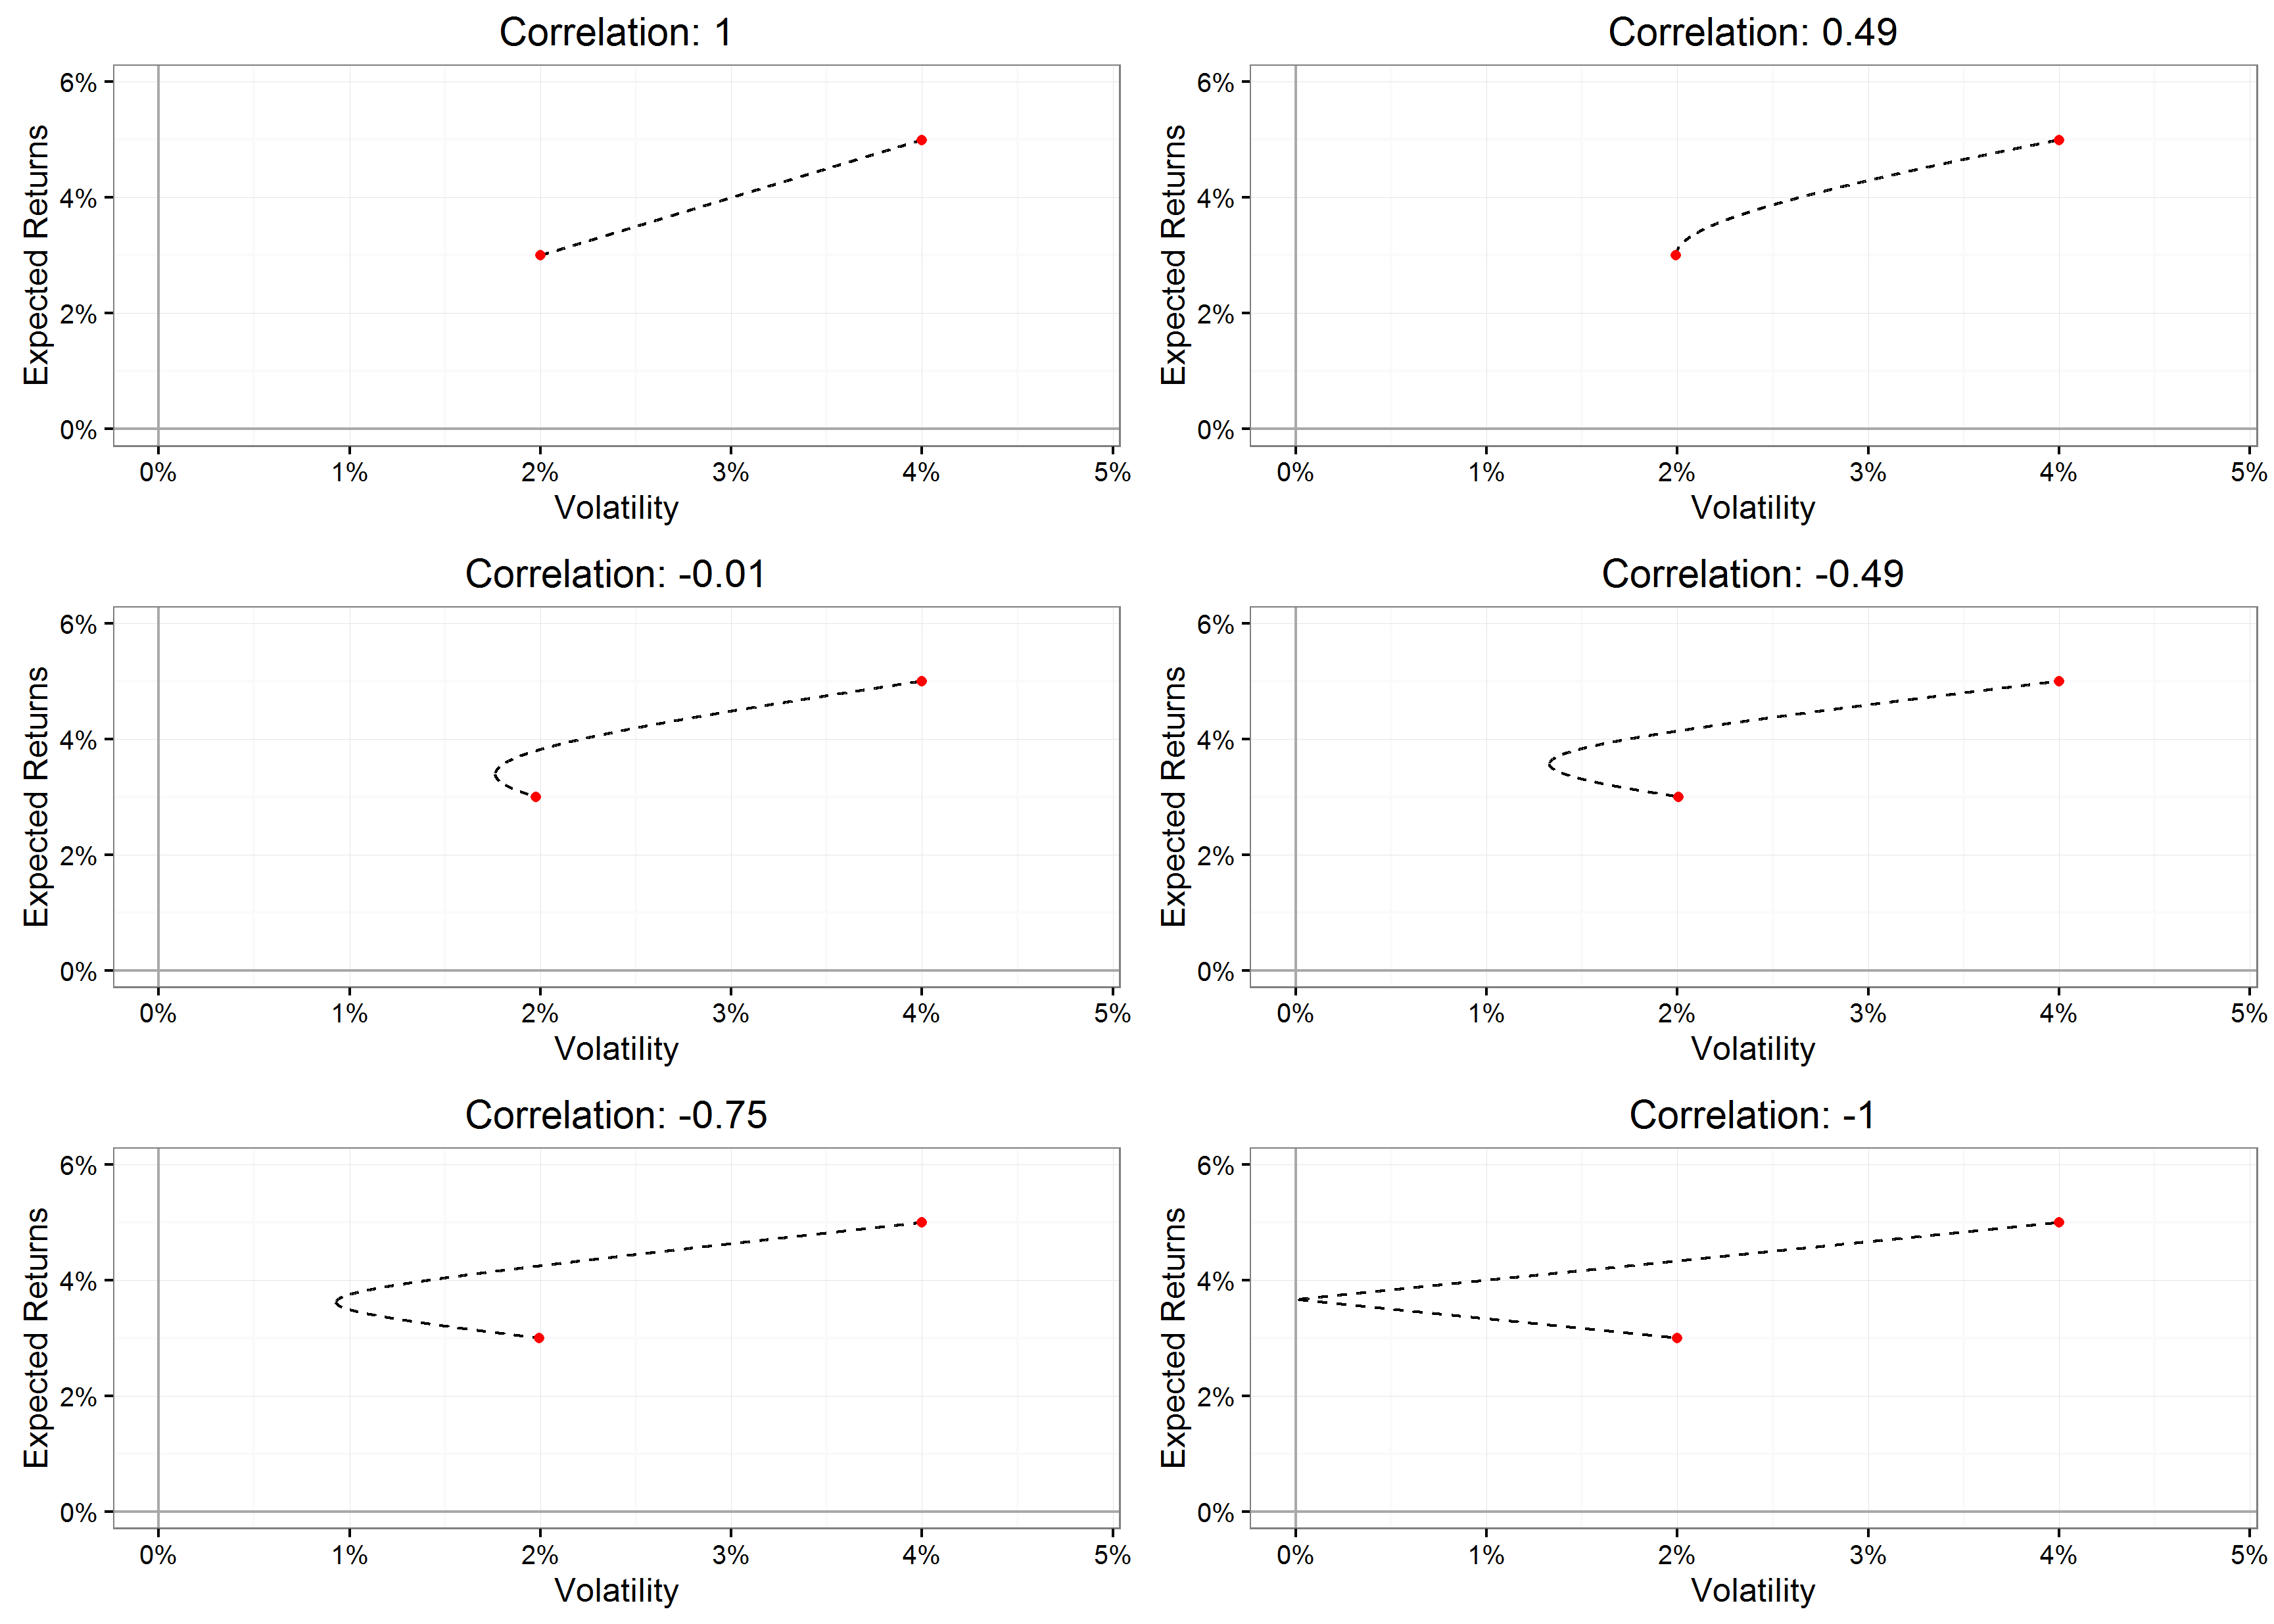 Correlation: 1
Expected Returns
6%
4%
2%
0%
0% 1% 2% 3% 4% 5%
Volatility
Correlation: 0.49
Expected Returns
6%
4%
2%
0%
0% 1% 2% 3% 4% 5%
Volatility
Correlation: -0.01
Expected Returns
6%
4%
2%
0%
0% 1% 2% 3% 4% 5%
Volatility
Correlation: -0.49
Expected Returns
6%
4%
2%
0%
0% 1% 2% 3% 4% 5%
Volatility
Correlation: -0.75
Expected Returns
6%
4%
2%
0%
0% 1% 2% 3% 4% 5%
Volatility
Correlation: -1
Expected Returns
6%
4%
2%
0%
0% 1% 2% 3% 4% 5%
Volatility